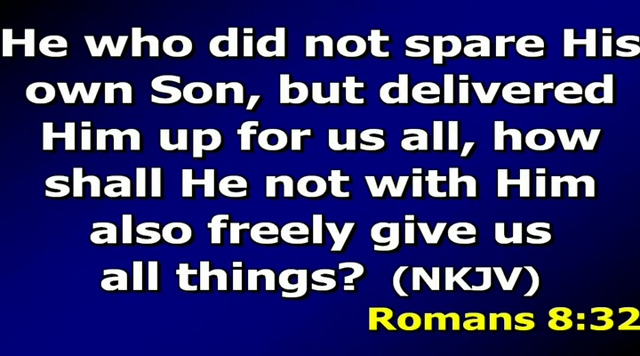 He who did not spare His
own Son, but delivered
Him up for us all, how
shall He not with Him
also freely give us
all things? (NKJV)
Romans 8:32